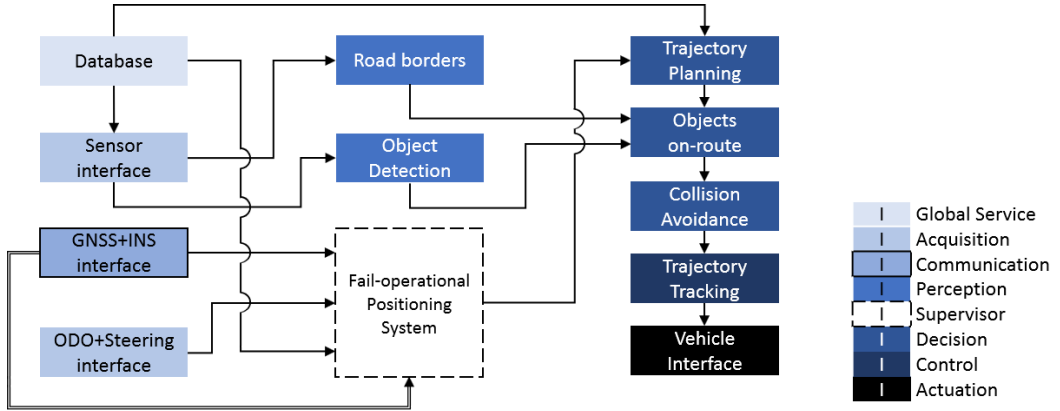 Database
Road borders
Trajectory
Planning
Sensor
interface
Object
Detection
Objects
on-route
Collision
Avoidance
GNSS+INS
interface
Fail-operational
Positioning
System
Trajectory
Tracking
ODO+Steering
interface
Vehicle
Interface
I Global Service
I Acquisition
I Communication
I Perception
I Supervisor
I Decision
I Control
I Actuation